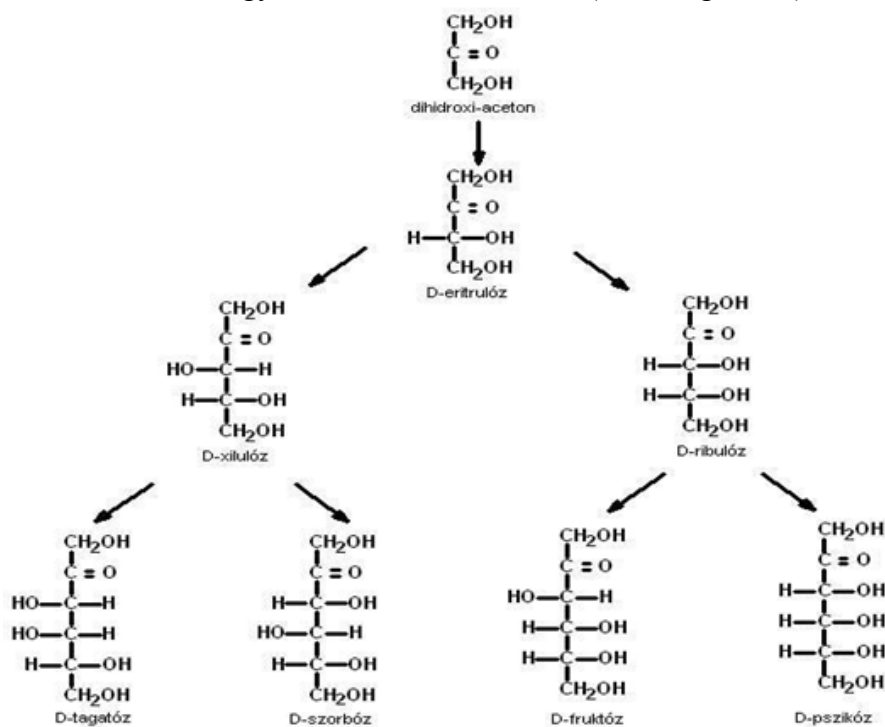 CH2OH
C = O
CH2OH
dihidroxi-aceton
CH2OH
C = O
H—C—OH
CH2OH
D-eritrulóz
CH2OH
C = O
HO—C—H
H—C—OH
CH2OH
D-xilulóz
CH2OH
C = O
H—C—OH
H—C—OH
CH2OH
D-ribulóz
CH2OH
C = O
HO—C—H
HO—C—H
H—C—OH
CH2OH
D-tagatóz
CH2OH
C = O
H—C—OH
HO—C—H
H—C—OH
CH2OH
D-szorbóz
CH2OH
C = O
HO—C—H
H—C—OH
H—C—OH
CH2OH
D-fruktóz
CH2OH
C = O
H—C—OH
H—C—OH
H—C—OH
CH2OH
D-pszikóz